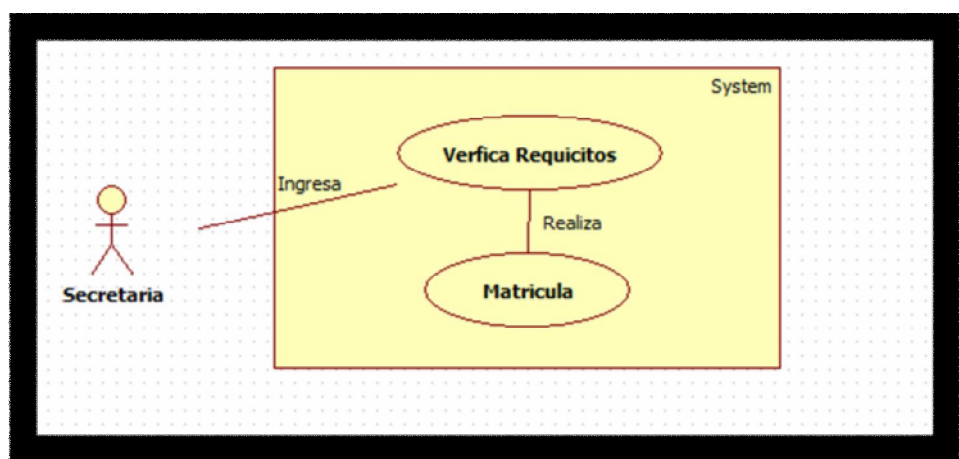 System
Verfica Requicitos
Ingresa
Realiza
Matricula
Secretaria